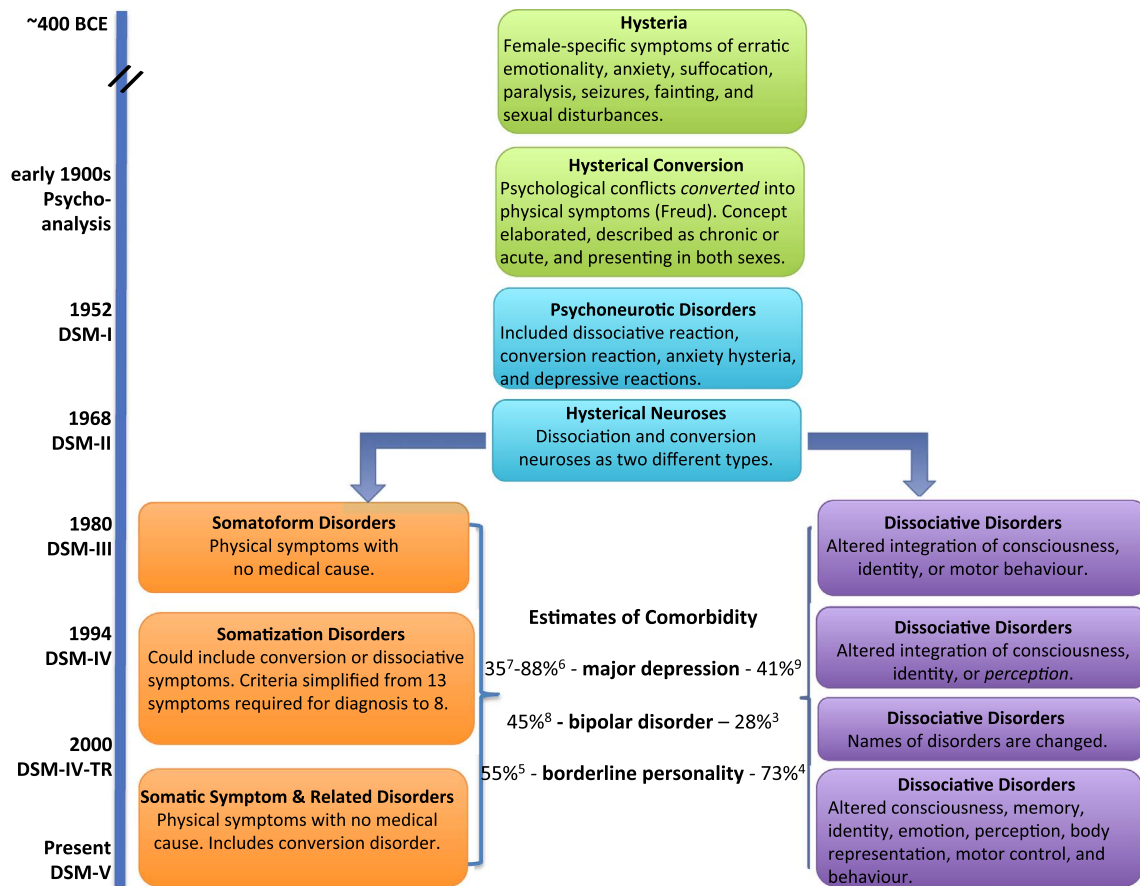 ~400 BCE
Hysteria
Female-specific symptoms of erratic
emotionality, anxiety, suffocation,
paralysis, seizures, fainting, and
sexual disturbances.
early 1900s
Psycho-
analysis
Hysterical Conversion
Psychological conflicts converted into
physical symptoms (Freud). Concept
elaborated, described as chronic or
acute, and presenting in both sexes.
1952
DSM-I
Psychoneurotic Disorders
Included dissociative reaction,
conversion reaction, anxiety hysteria,
and depressive reactions.
1968
DSM-II
Hysterical Neuroses
Dissociation and conversion
neuroses as two different types.
1980
DSM-III
Somatoform Disorders
Physical symptoms with
no medical cause.
Dissociative Disorders
Altered integration of consciousness,
identity, or motor behaviour.
1994
DSM-IV
Somatization Disorders
Could include conversion or dissociative
symptoms. Criteria simplified from 13
symptoms required for diagnosis to 8.
Estimates of Comorbidity
35⁷-88%⁶ - major depression - 41%⁹
45%⁸ - bipolar disorder – 28%³
55%⁵ - borderline personality - 73%⁴
Dissociative Disorders
Altered integration of consciousness,
identity, or perception.
2000
DSM-IV-TR
Dissociative Disorders
Names of disorders are changed.
Present
DSM-V
Somatic Symptom & Related Disorders
Physical symptoms with no medical
cause. Includes conversion disorder.
Dissociative Disorders
Altered consciousness, memory,
identity, emotion, perception, body
representation, motor control, and
behaviour.